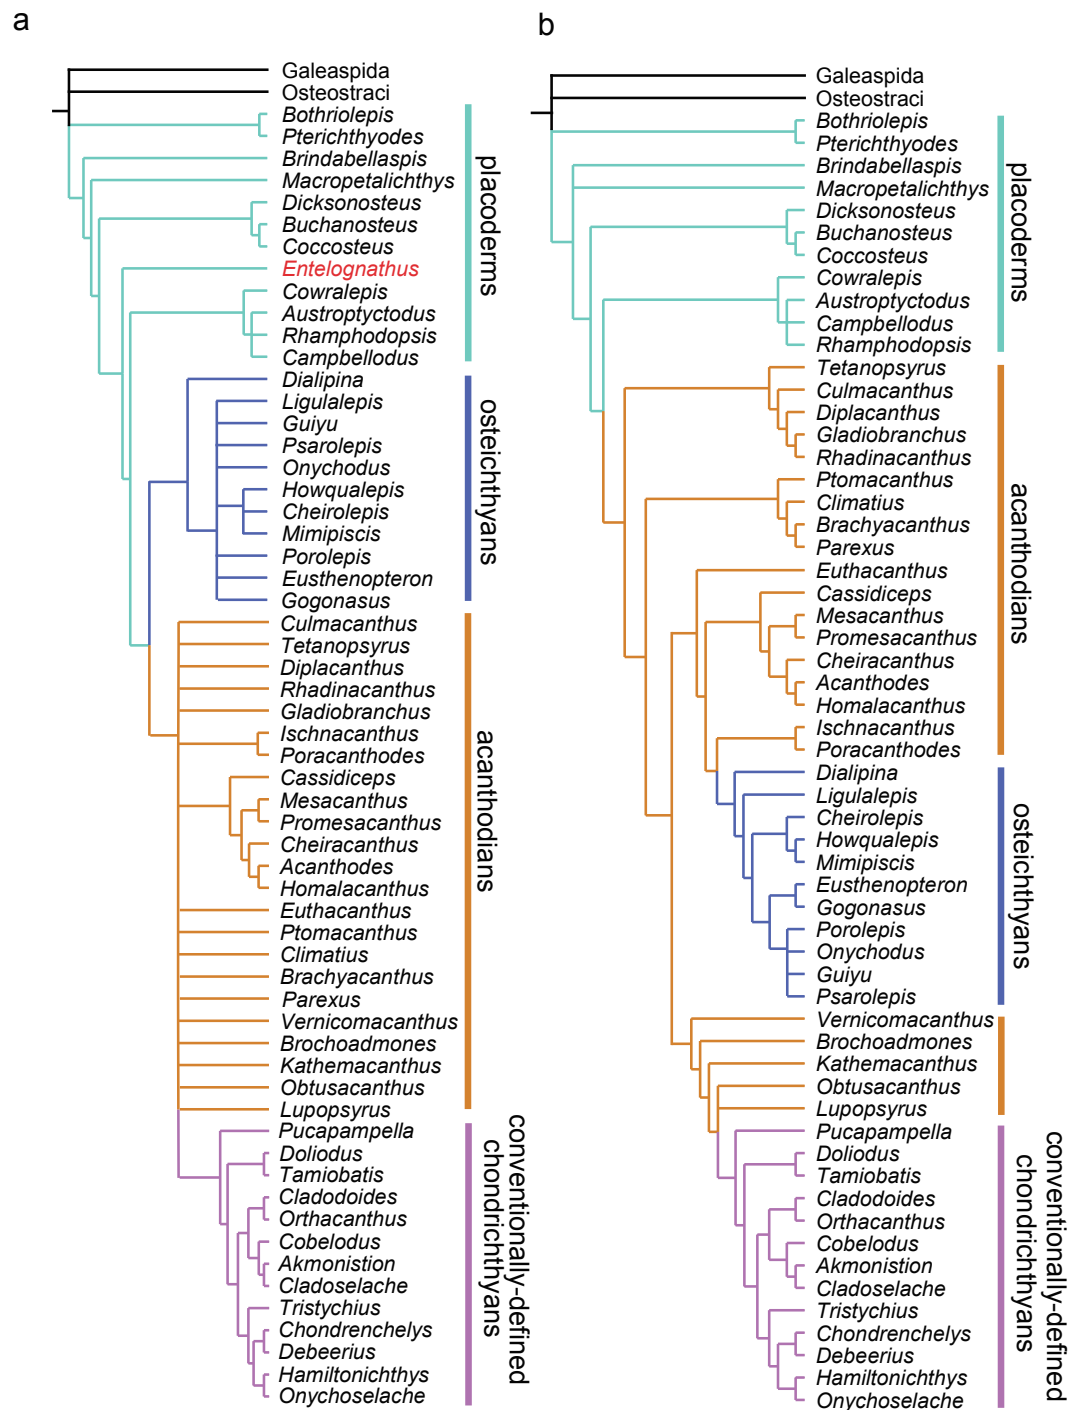 a
Galeaspida
Osteostraci
Bothriolepis
Pterichthyodes
Brindabellaspis
Macropetalichthys
Dicksonosteus
Buchanosteus
Coccosteus
Entelognathus
Cowralepis
Austroptyctodus
Rhamphodopsis
Campbellodus
placoderms
Dialipina
Ligulalepis
Guiyu
Psarolepis
Onychodus
Howqualepis
Cheirolepis
Mimipiscis
Porolepis
Eusthenopteron
Gogonasus
osteichthyans
Culmacanthus
Tetanopsyrus
Diplacanthus
Rhadinacanthus
Gladiobranchus
Ischnacanthus
Poracanthodes
Cassidiceps
Mesacanthus
Promesacanthus
Cheiracanthus
Acanthodes
Homalacanthus
Euthacanthus
Ptomacanthus
Climatius
Brachyacanthus
Parexus
Vernicomacanthus
Brochoadmones
Kathemacanthus
Obtusacanthus
Lupopsyrus
acanthodians
Pucapampella
Doliodus
Tamiobatis
Cladodoides
Orthacanthus
Cobelodus
Akmonistion
Cladoselache
Tristychius
Chondrenchelys
Debeerius
Hamiltonichthys
Onychoselache
conventionally-defined
chondrichthyans
b
Galeaspida
Osteostraci
Bothriolepis
Pterichthyodes
Brindabellaspis
Macropetalichthys
Dicksonosteus
Buchanosteus
Coccosteus
Cowralepis
Austroptyctodus
Campbellodus
Rhamphodopsis
placoderms
Tetanopsyrus
Culmacanthus
Diplacanthus
Gladiobranchus
Rhadinacanthus
Ptomacanthus
Climatius
Brachyacanthus
Parexus
Euthacanthus
Cassidiceps
Mesacanthus
Promesacanthus
Cheiracanthus
Acanthodes
Homalacanthus
Ischnacanthus
Poracanthodes
acanthodians
Dialipina
Ligulalepis
Cheirolepis
Howqualepis
Mimipiscis
Eusthenopteron
Gogonasus
Porolepis
Onychodus
Guiyu
Psarolepis
osteichthyans
Vernicomacanthus
Brochoadmones
Kathemacanthus
Obtusacanthus
Lupopsyrus
Pucapampella
Doliodus
Tamiobatis
Cladodoides
Orthacanthus
Cobelodus
Akmonistion
Cladoselache
Tristychius
Chondrenchelys
Debeerius
Hamiltonichthys
Onychoselache
conventionally-defined
chondrichthyans